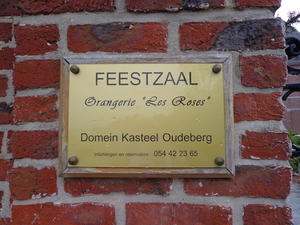 FEESTZAAL
Orangerie "Les Roses"
Domein Kasteel Oudeberg
Inlichtingen en reservaties: 054 42 23 65